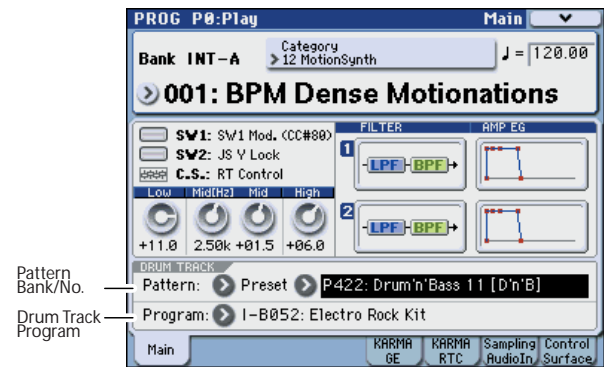 PROG P0:Play Main
Bank INT-A
Category
12 MotionSynth
♩ = 120.00
001: BPM Dense Motionations
SW1: SW1 Mod. (CC#80)
SW2: JS Y Lock
C.S.: RT Control
FILTER AMP EG
1 LPF BPF
2 LPF BPF
Low Mid[Hz] Mid High
+11.0 2.50k +01.5 +06.0
DRUM TRACK
Pattern: Preset P422: Drum'n'Bass 11 [D'n'B]
Program: I-B052: Electro Rock Kit
Main
KARMA GE
KARMA RTC
Sampling AudioIn
Control Surface
Pattern
Bank/No.
Drum Track
Program